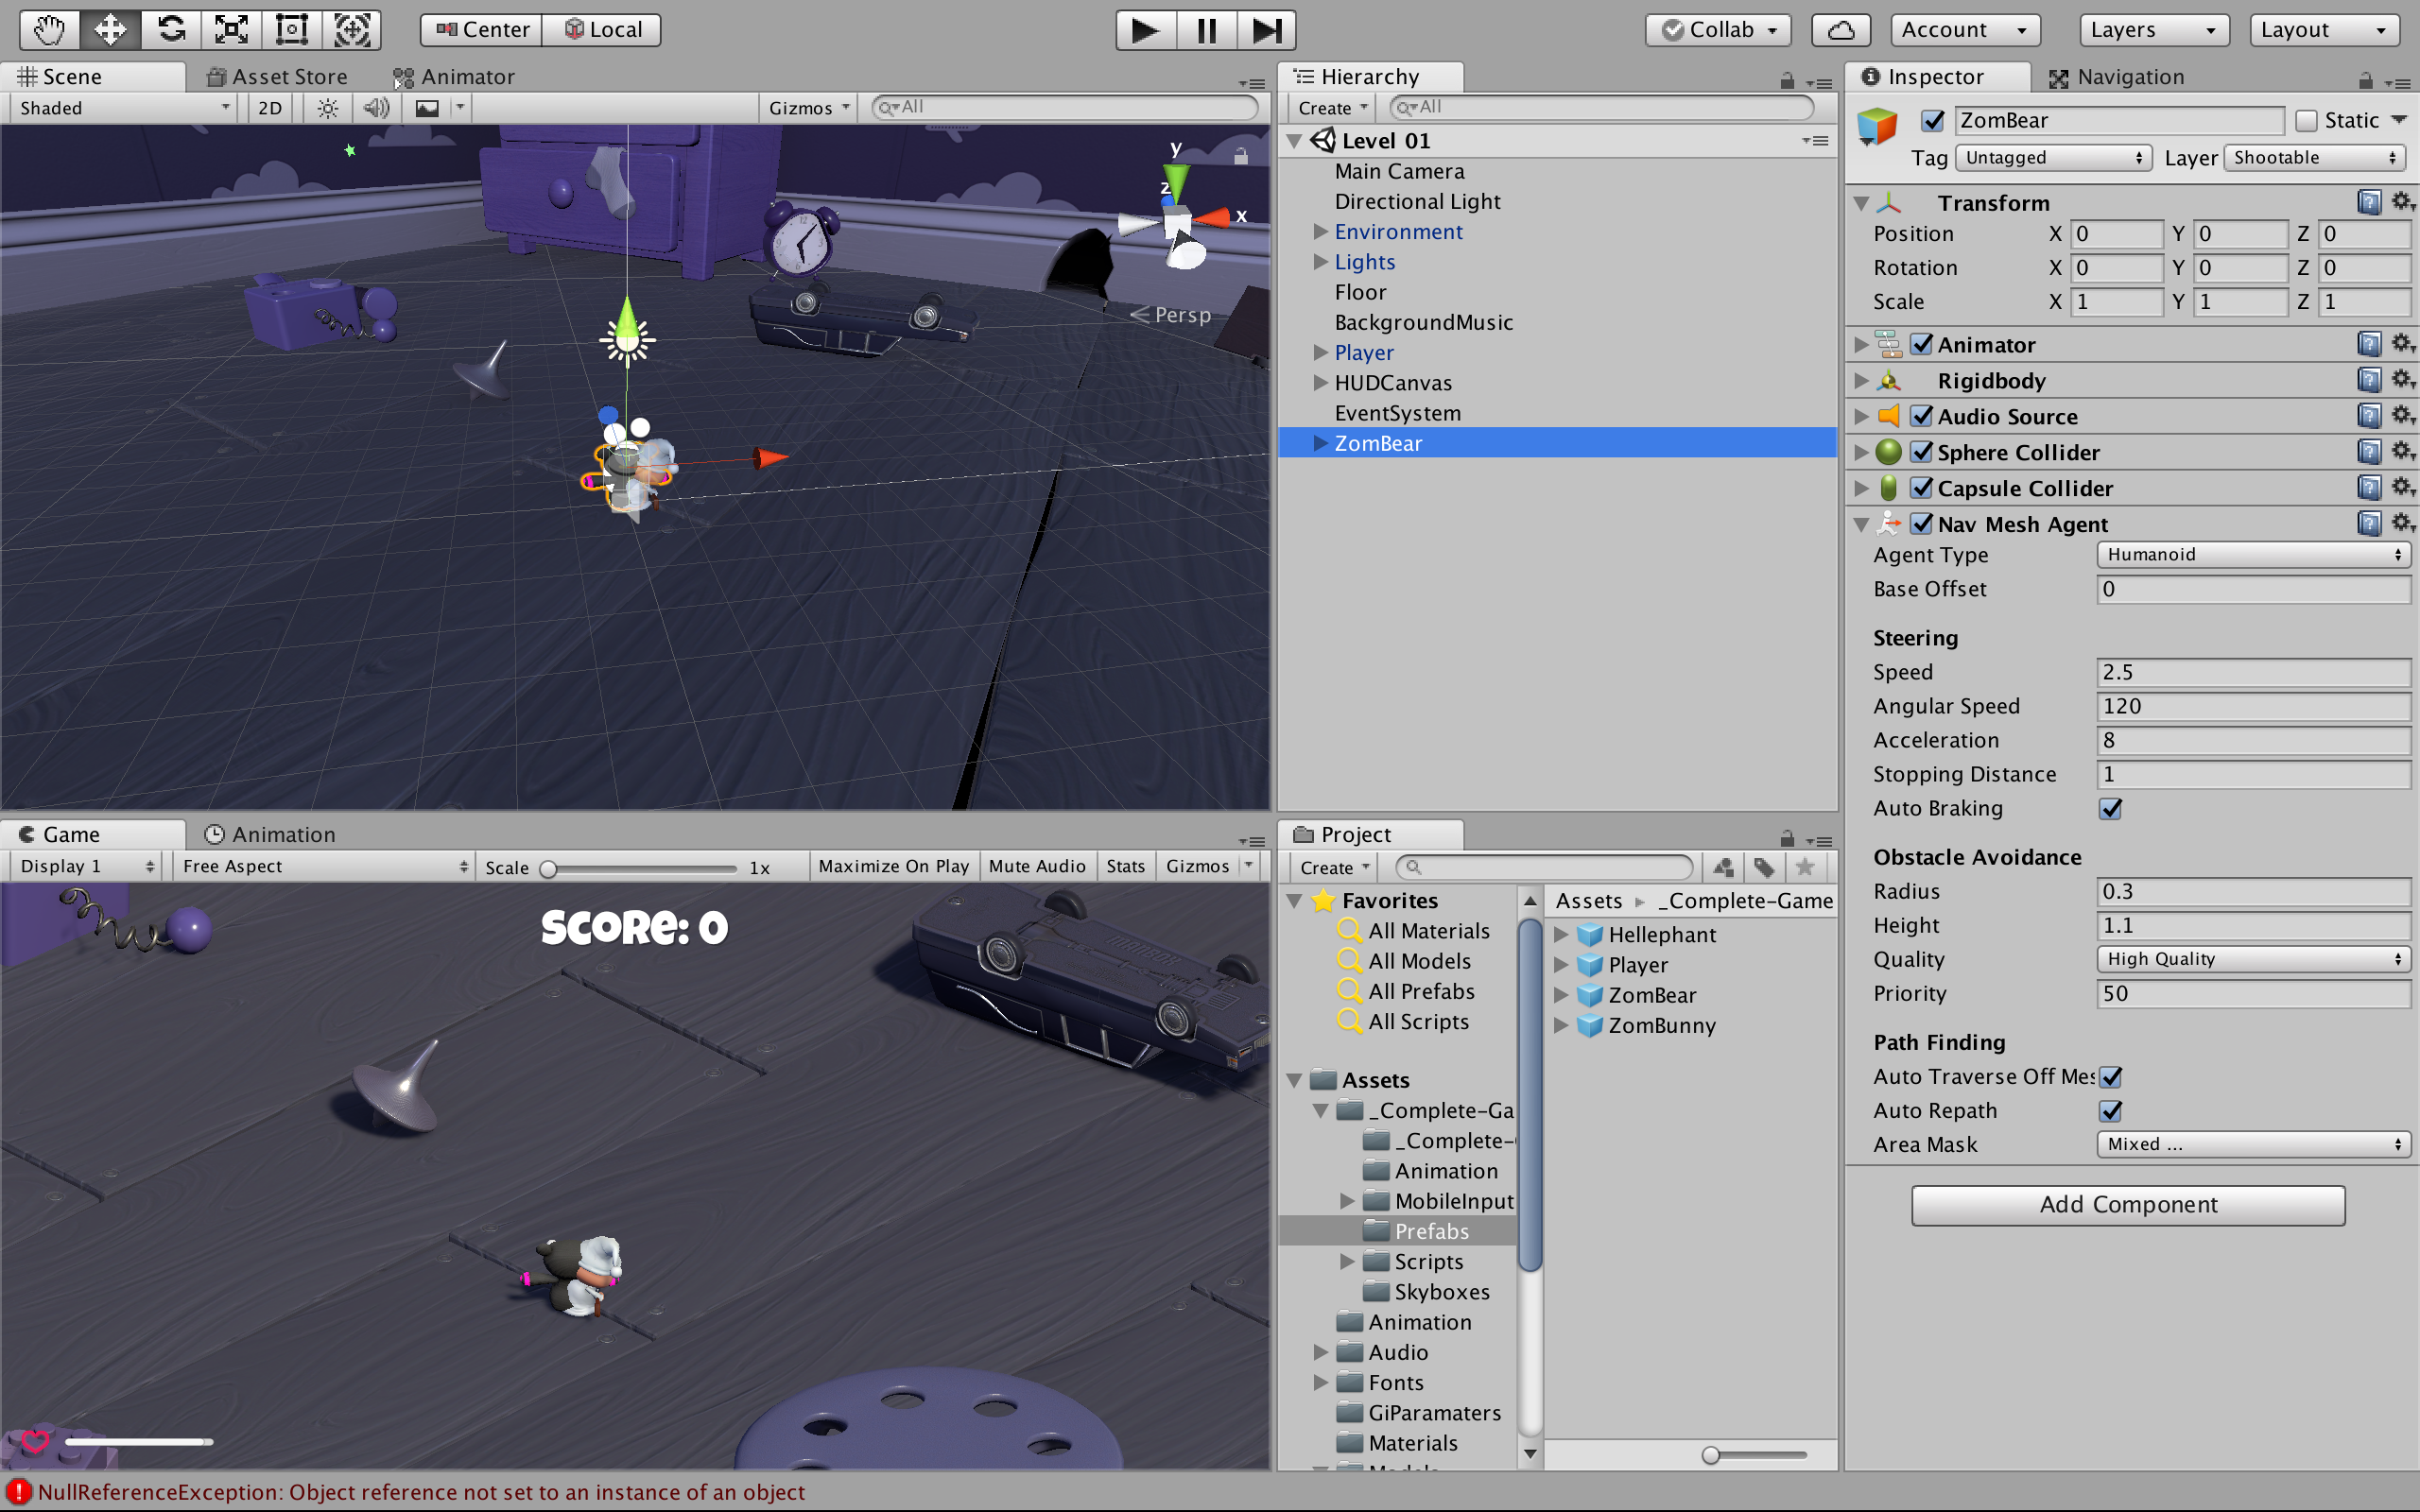 Center Local
Collab Account Layers Layout
Scene Asset Store Animator
Shaded 2D Gizmos All
y
z
x
Persp
Hierarchy
Create All
Level 01
Main Camera
Directional Light
Environment
Lights
Floor
BackgroundMusic
Player
HUDCanvas
EventSystem
ZomBear
Inspector Navigation
ZomBear Static
Tag Untagged Layer Shootable
Transform
Position X 0 Y 0 Z 0
Rotation X 0 Y 0 Z 0
Scale X 1 Y 1 Z 1
Animator
Rigidbody
Audio Source
Sphere Collider
Capsule Collider
Nav Mesh Agent
Agent Type Humanoid
Base Offset 0
Steering
Speed 2.5
Angular Speed 120
Acceleration 8
Stopping Distance 1
Auto Braking
Obstacle Avoidance
Radius 0.3
Height 1.1
Quality High Quality
Priority 50
Path Finding
Auto Traverse Off Mes
Auto Repath
Area Mask Mixed ...
Add Component
Game Animation
Display 1 Free Aspect Scale 1x Maximize On Play Mute Audio Stats Gizmos
SCORE: 0
Project
Create
Favorites
All Materials
All Models
All Prefabs
All Scripts
Assets
_Complete-Ga
_Complete-
Animation
MobileInput
Prefabs
Scripts
Skyboxes
Animation
Audio
Fonts
GiParamaters
Materials
Models
Assets _Complete-Game
Hellephant
Player
ZomBear
ZomBunny
NullReferenceException: Object reference not set to an instance of an object